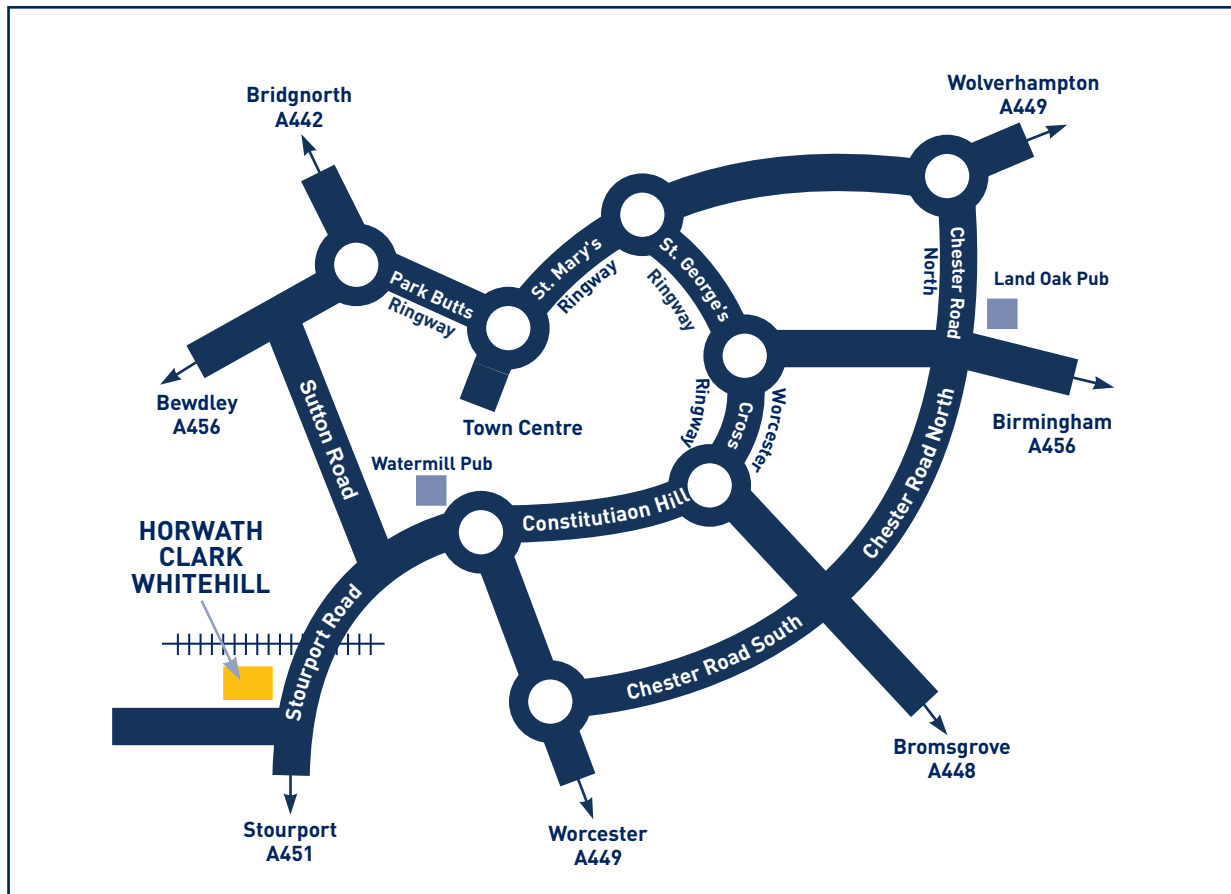 Wolverhampton
A449
Bridgnorth
A442
St. Mary's
Ringway
St. George's
Ringway
Chester Road
North
Park Butts
Ringway
Land Oak Pub
Bewdley
A456
Sutton Road
Town Centre
Ringway
Cross
Worcester
Birmingham
A456
Chester Road North
Watermill Pub
Constitutiaon Hill
HORWATH
CLARK
WHITEHILL
Stourport Road
Chester Road South
Bromsgrove
A448
Stourport
A451
Worcester
A449